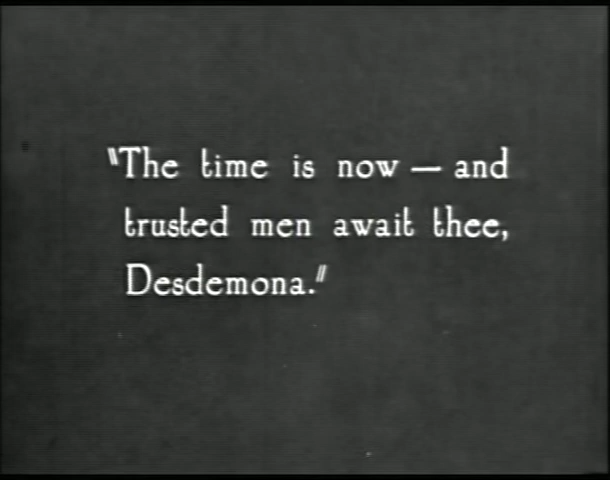 "The time is now — and
trusted men await thee,
Desdemona."